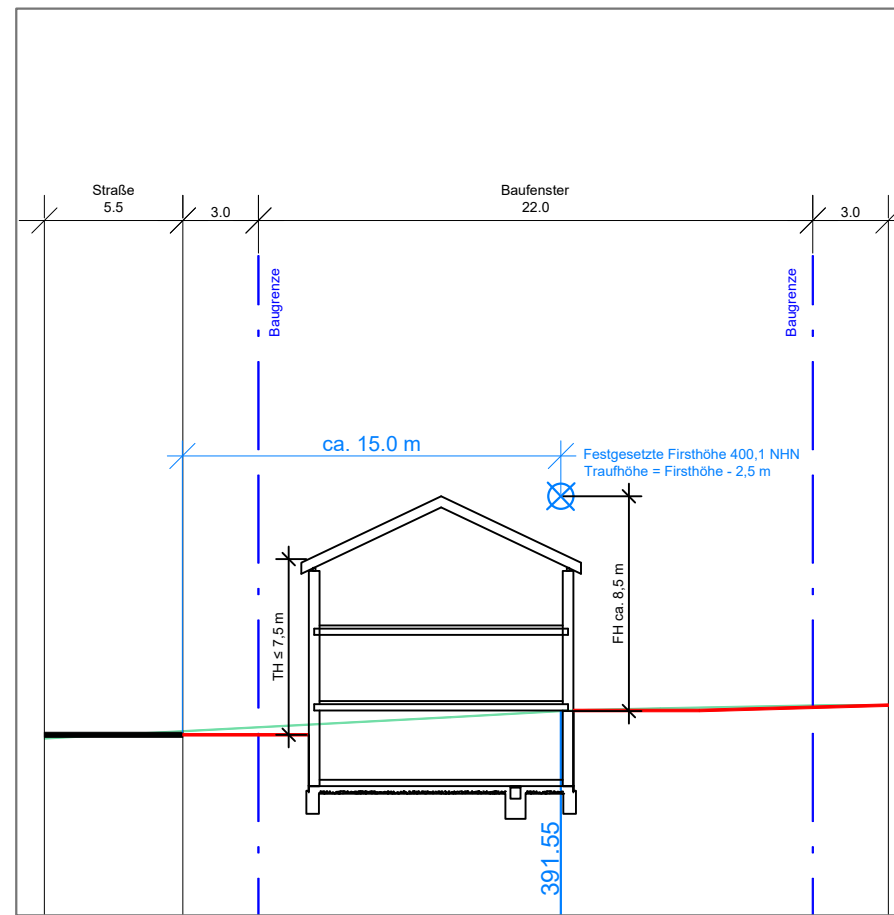 Straße
5.5
3.0
Baufenster
22.0
3.0
Baugrenze
Baugrenze
ca. 15.0 m
Festgesetzte Firsthöhe 400,1 NHN
Traufhöhe = Firsthöhe - 2,5 m
TH ≤ 7,5 m
FH ca. 8,5 m
391.55